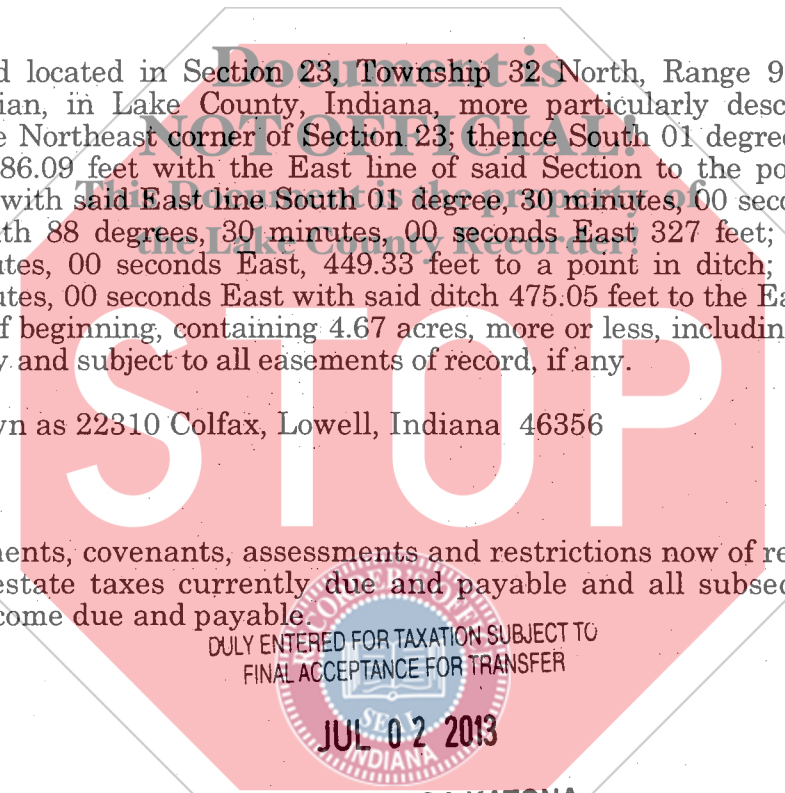 Document is
NOT OFFICIAL!
This Document is the property of
the Lake County Recorder!
STOP
d located in Section 23, Township 32 North, Range 9
ian, in Lake County, Indiana, more particularly desc
e Northeast corner of Section 23; thence South 01 degree
86.09 feet with the East line of said Section to the po
with said East line South 01 degree, 30 minutes, 00 seco
th 88 degrees, 30 minutes, 00 seconds East 327 feet;
utes, 00 seconds East, 449.33 feet to a point in ditch;
utes, 00 seconds East with said ditch 475.05 feet to the Ea
f beginning, containing 4.67 acres, more or less, includin
y and subject to all easements of record, if any.
vn as 22310 Colfax, Lowell, Indiana 46356
nents, covenants, assessments and restrictions now of re
estate taxes currently due and payable and all subsec
come due and payable.
DULY ENTERED FOR TAXATION SUBJECT TO
FINAL ACCEPTANCE FOR TRANSFER
JUL 02 2013
SEAL
INDIANA